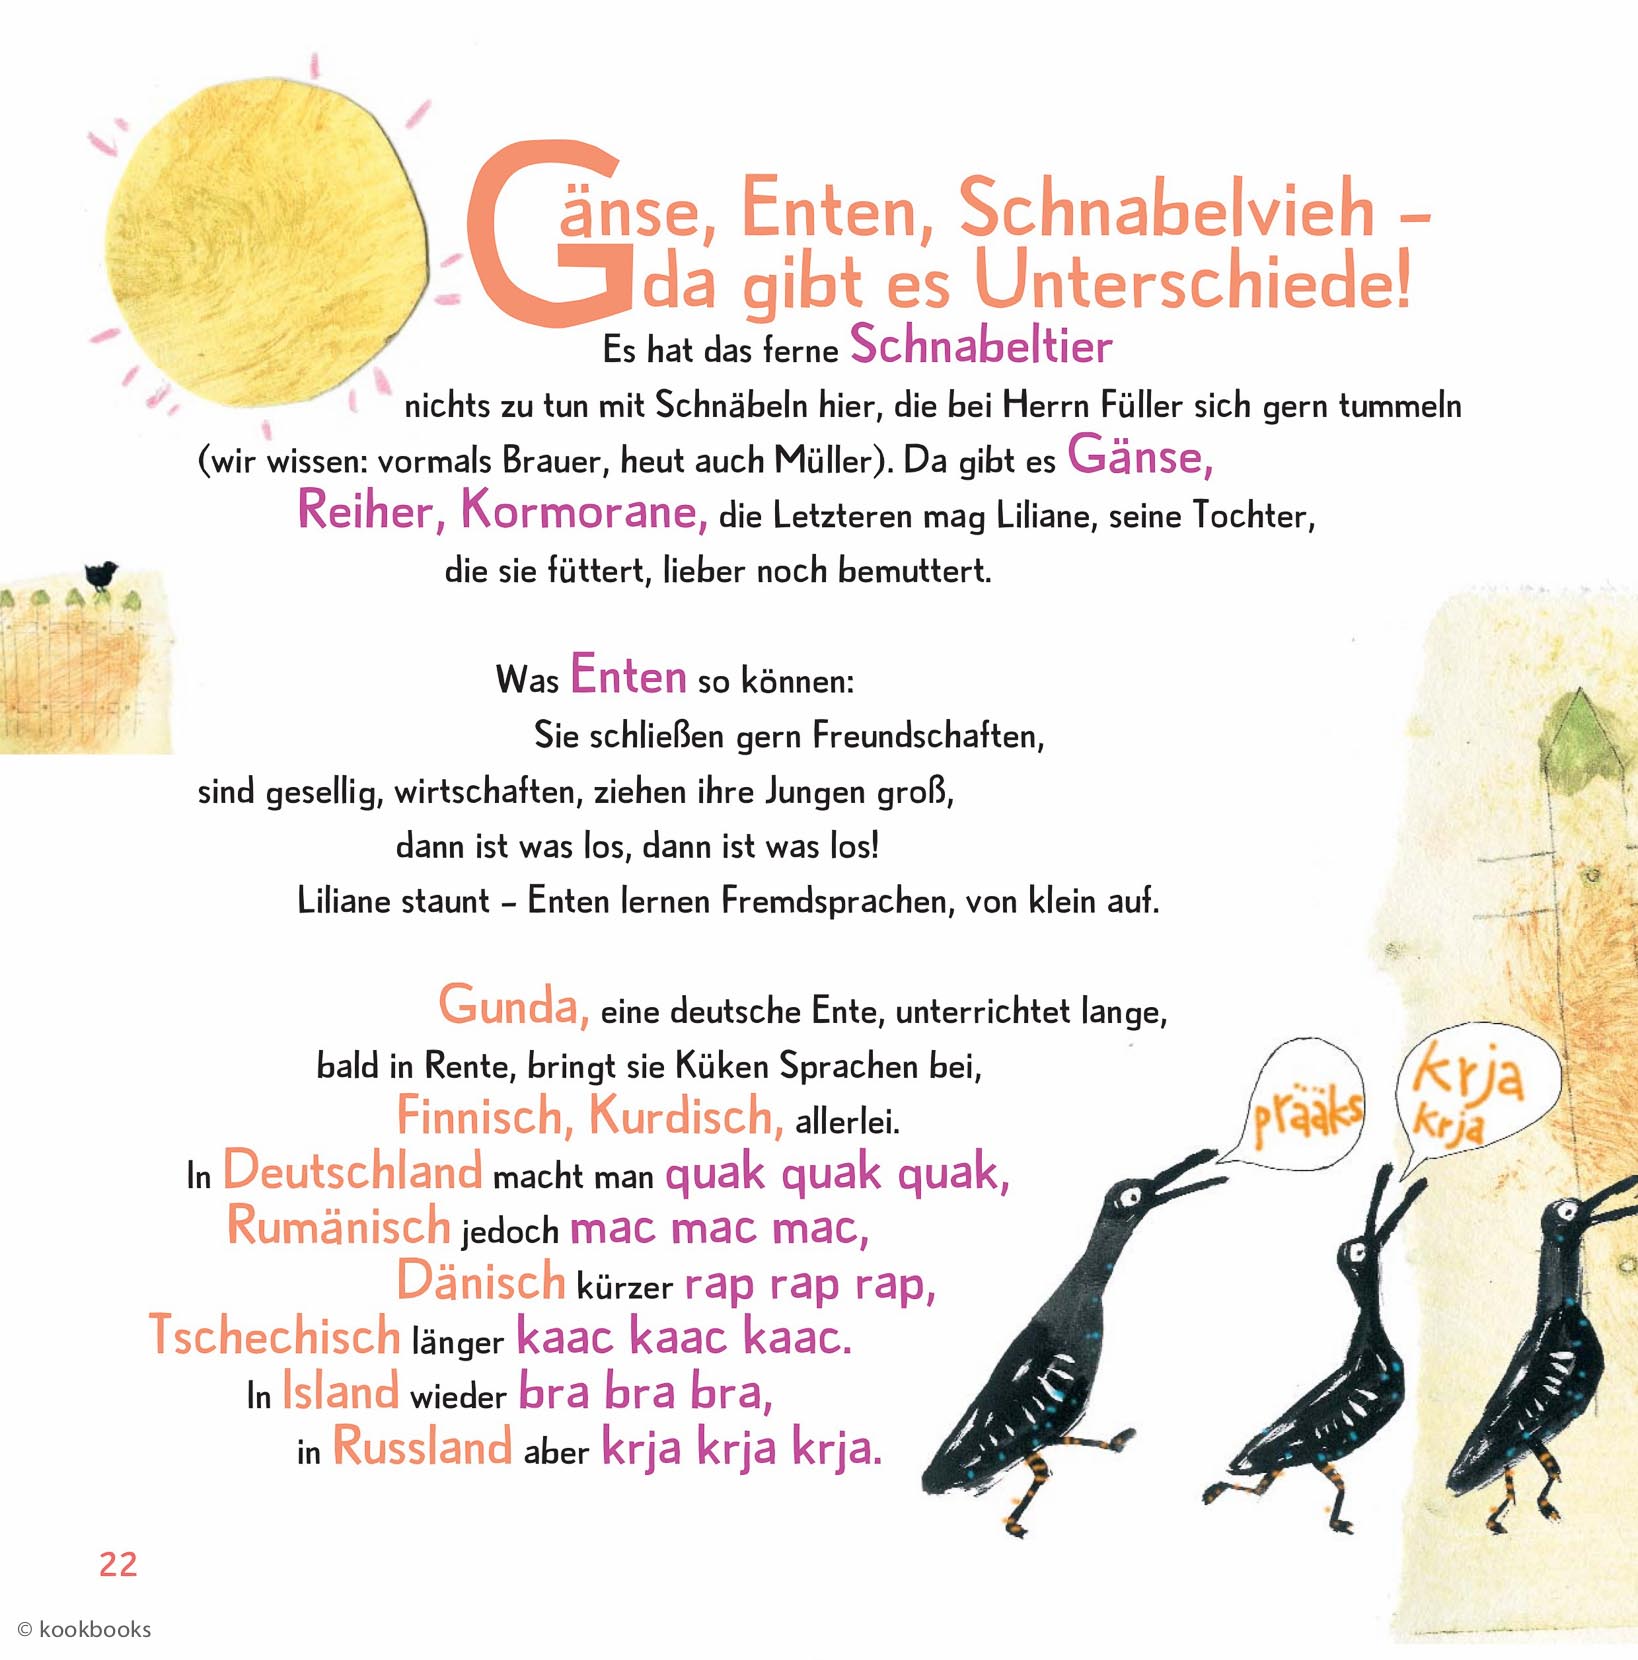 Gänse, Enten, Schnabelvieh –
da gibt es Unterschiede!
Es hat das ferne Schnabeltier
nichts zu tun mit Schnäbeln hier, die bei Herrn Füller sich gern tummeln
(wir wissen: vormals Brauer, heut auch Müller). Da gibt es Gänse,
Reiher, Kormorane, die Letzteren mag Liliane, seine Tochter,
die sie füttert, lieber noch bemuttert.
Was Enten so können:
Sie schließen gern Freundschaften,
sind gesellig, wirtschaften, ziehen ihre Jungen groß,
dann ist was los, dann ist was los!
Liliane staunt – Enten lernen Fremdsprachen, von klein auf.
Gunda, eine deutsche Ente, unterrichtet lange,
bald in Rente, bringt sie Küken Sprachen bei,
Finnisch, Kurdisch, allerlei.
In Deutschland macht man quak quak quak,
Rumänisch jedoch mac mac mac,
Dänisch kürzer rap rap rap,
Tschechisch länger kaac kaac kaac.
In Island wieder bra bra bra,
in Russland aber krja krja krja.
prääks
krja
krja
22
© kookbooks